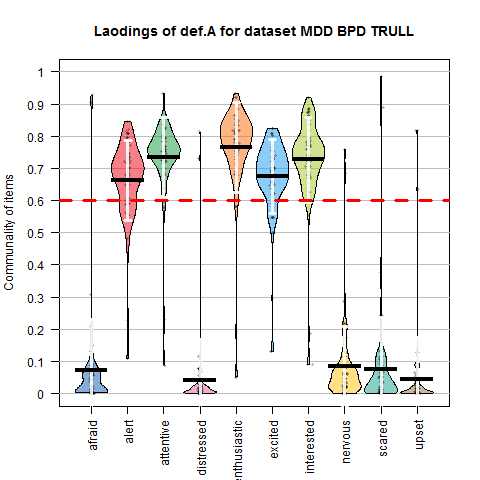 Laodings of def.A for dataset MDD BPD TRULL
Communality of items
1
0.9
0.8
0.7
0.6
0.5
0.4
0.3
0.2
0.1
0
afraid
alert
attentive
distressed
enthusiastic
excited
interested
nervous
scared
upset